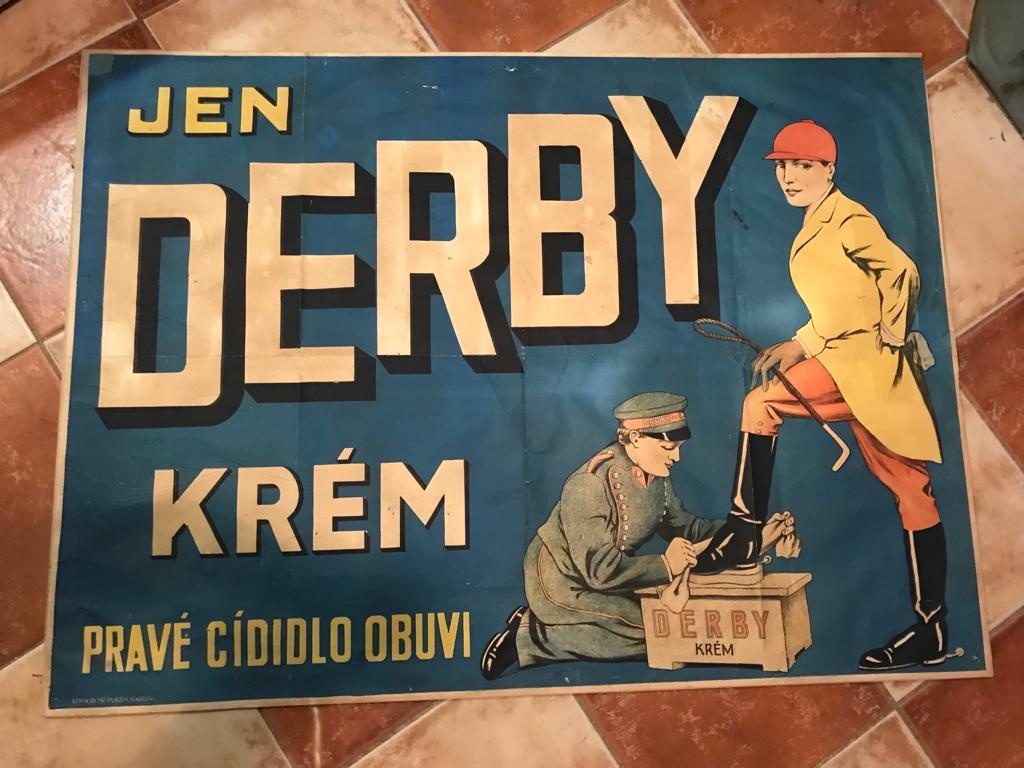 JEN
DERBY
KRÉM
PRAVÉ CÍDIDLO OBUVI
DERBY
KRÉM